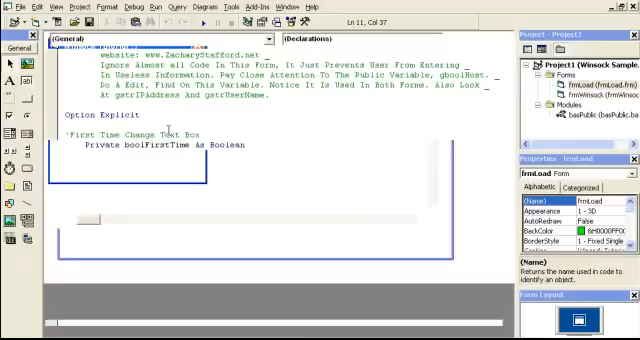 File Edit View Project Format Debug Run Query Diagram Tools Add-Ins Window Help
Ln 11, Col 37
General
(General)
(Declarations)
website: www.ZacharyStafford.net _
Ignore Almost all Code In This Form, It Just Prevents User From Entering _
In Useless Information. Pay Close Attention To The Public Variable, gboolHost. _
Do A Edit, Find On This Variable. Notice It Is Used In Both Forms. Also Look _
At gstrIPAddress And gstrUserName.
Option Explicit
'First Time Change Text Box
Private boolFirstTime As Boolean
Project - Project1
Project1 (Winsock Sample
Forms
frmLoad (frmLoad.frm)
frmWinsock (frmWinsock
Modules
basPublic (basPublic.ba
Properties - frmLoad
frmLoad Form
Alphabetic Categorized
(Name) frmLoad
Appearance 1 - 3D
AutoRedraw False
BackColor &H0000FF00
BorderStyle 1 - Fixed Single
(Name)
Returns the name used in code to
identify an object.
Form Layout